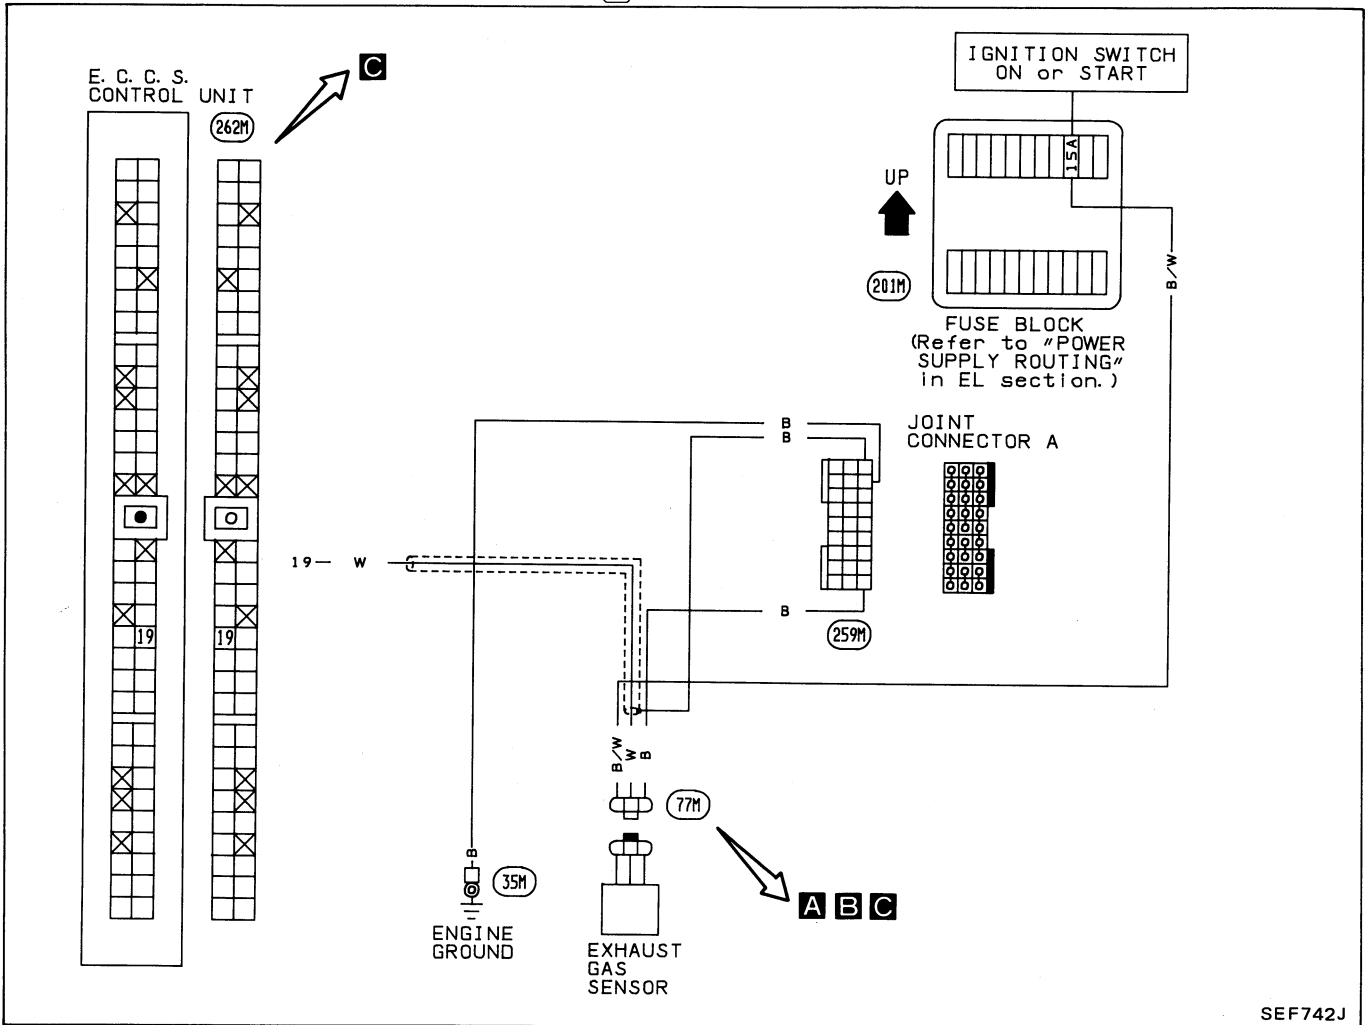 E. C. C. S.
CONTROL UNIT
262M
C
IGNITION SWITCH
ON or START
15A
UP
201M
B/W
FUSE BLOCK
(Refer to "POWER
SUPPLY ROUTING"
in EL section.)
JOINT
CONNECTOR A
B
B
19
W
B
259M
19
19
B/W
W
B
77M
B
35M
ENGINE
GROUND
EXHAUST
GAS
SENSOR
A B C
SEF742J